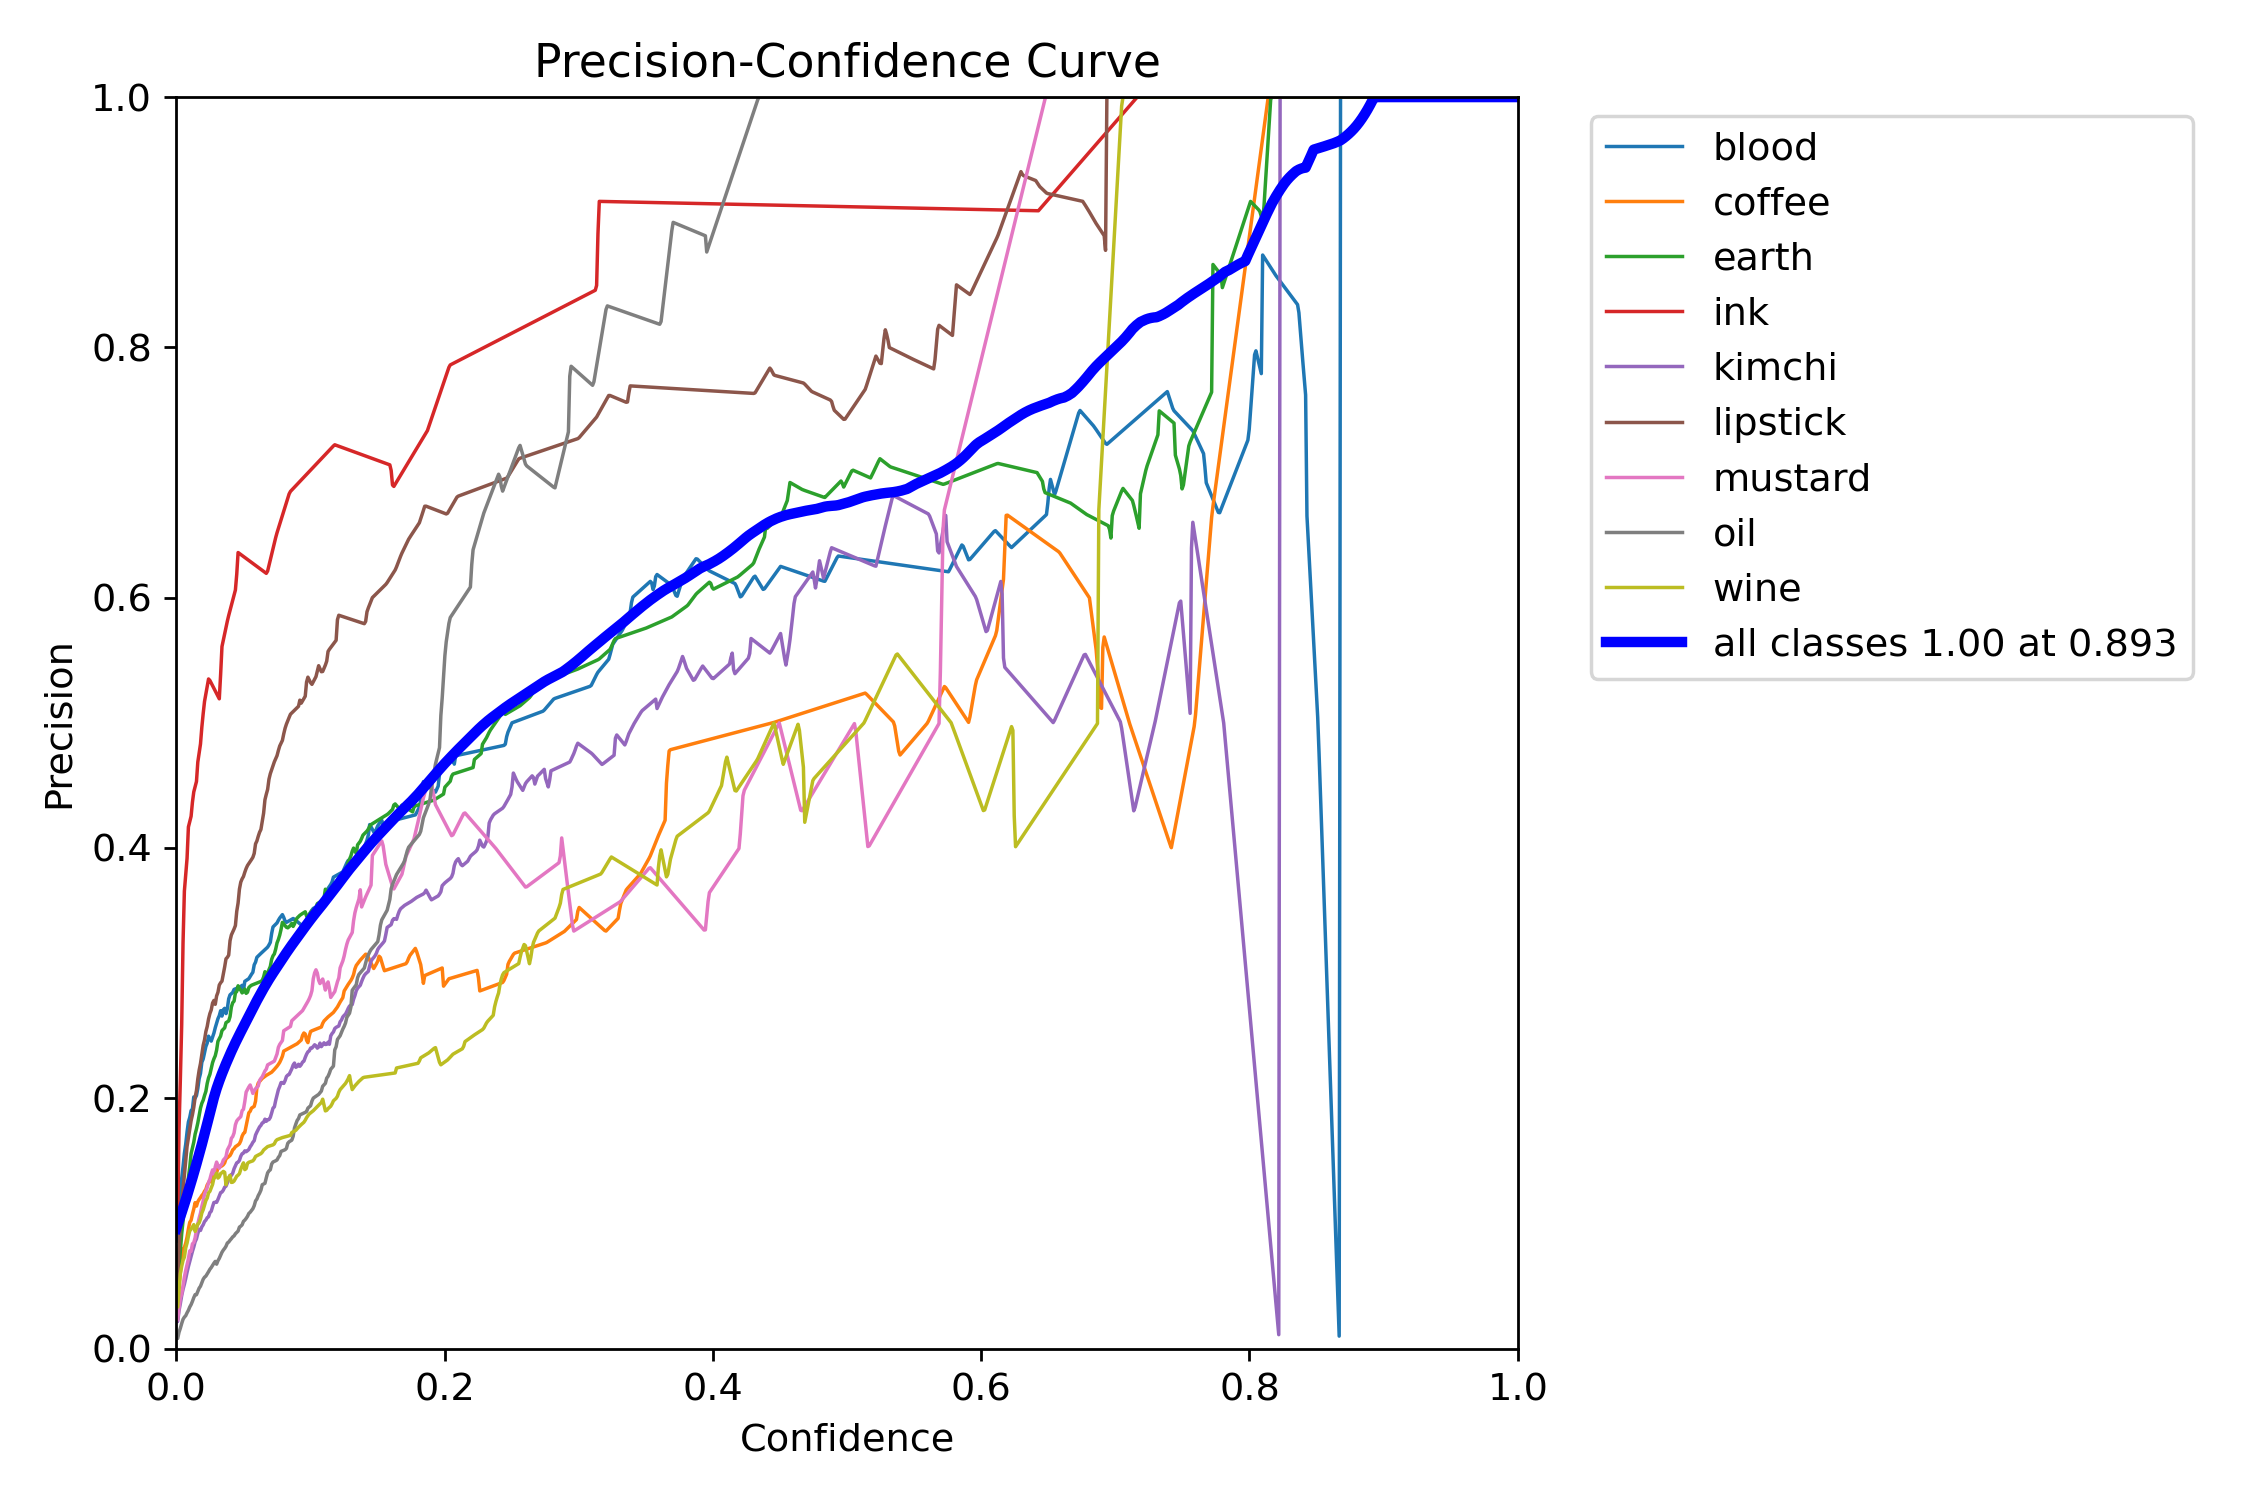 Precision-Confidence Curve
1.0
0.8
0.6
0.4
0.2
0.0
Precision
0.0 0.2 0.4 0.6 0.8 1.0
Confidence
blood
coffee
earth
ink
kimchi
lipstick
mustard
oil
wine
all classes 1.00 at 0.893